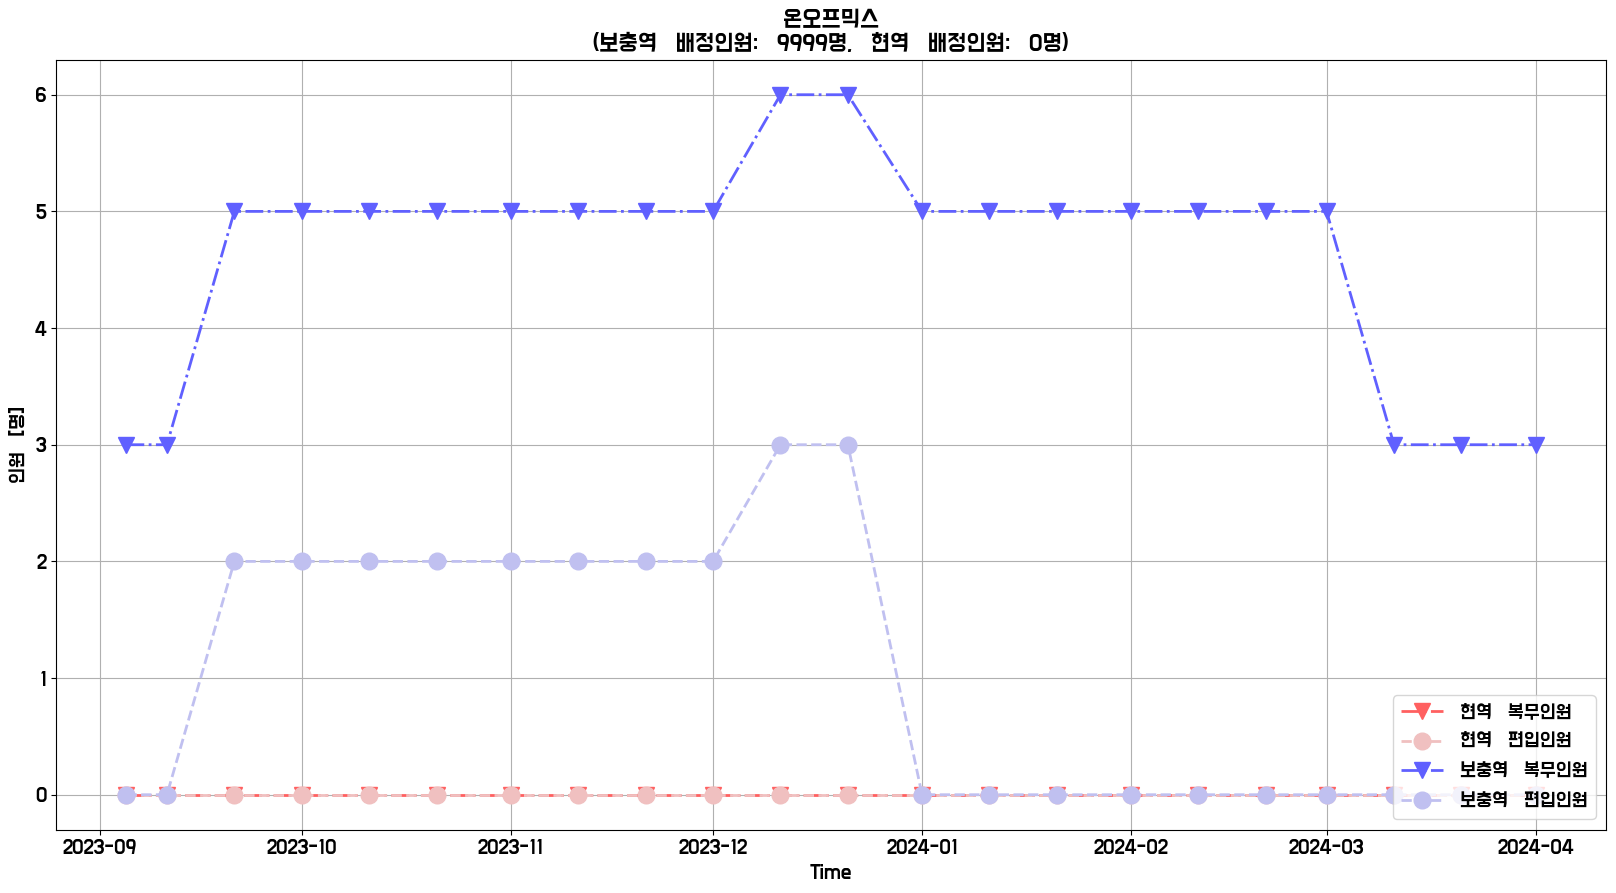 온오프믹스
(보충역 배정인원: 9999명, 현역 배정인원: 0명)
6
5
4
3
2
1
0
인원 [명]
2023-09 2023-10 2023-11 2023-12 2024-01 2024-02 2024-03 2024-04
Time
현역 복무인원
현역 편입인원
보충역 복무인원
보충역 편입인원